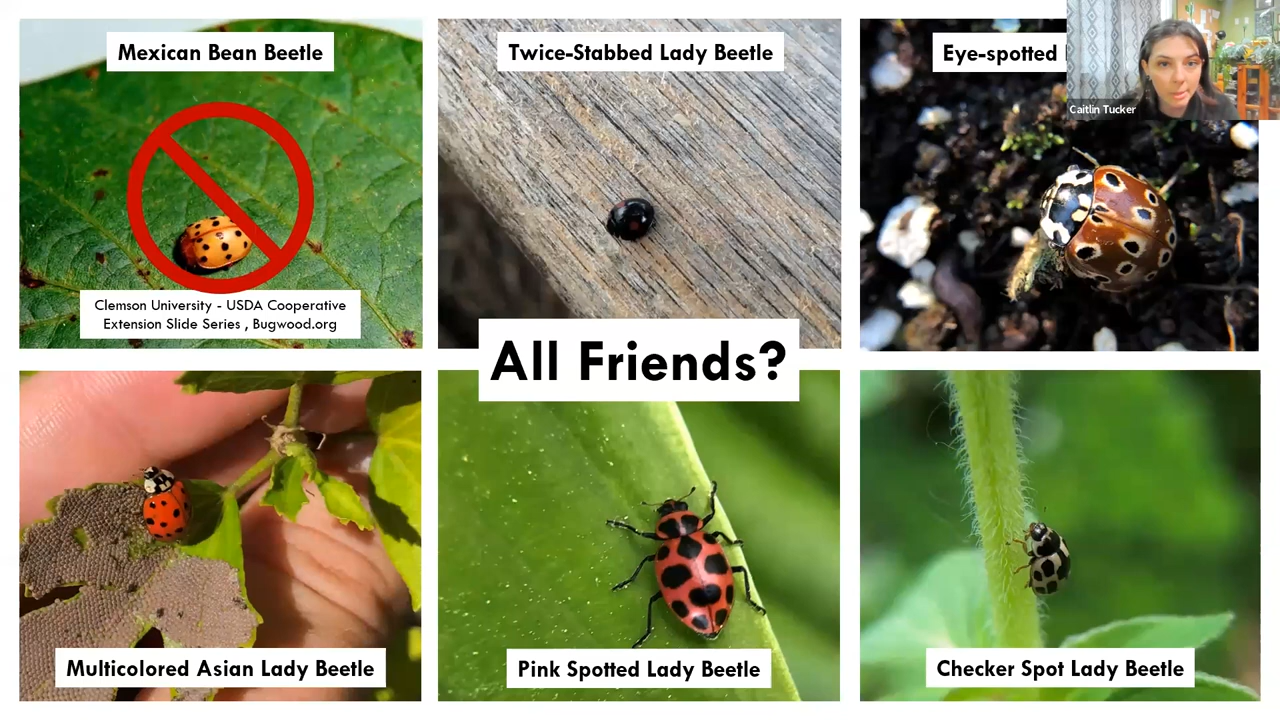 Mexican Bean Beetle
Twice-Stabbed Lady Beetle
Eye-spotted
Caitlin Tucker
Clemson University - USDA Cooperative
Extension Slide Series , Bugwood.org
All Friends?
Multicolored Asian Lady Beetle
Pink Spotted Lady Beetle
Checker Spot Lady Beetle